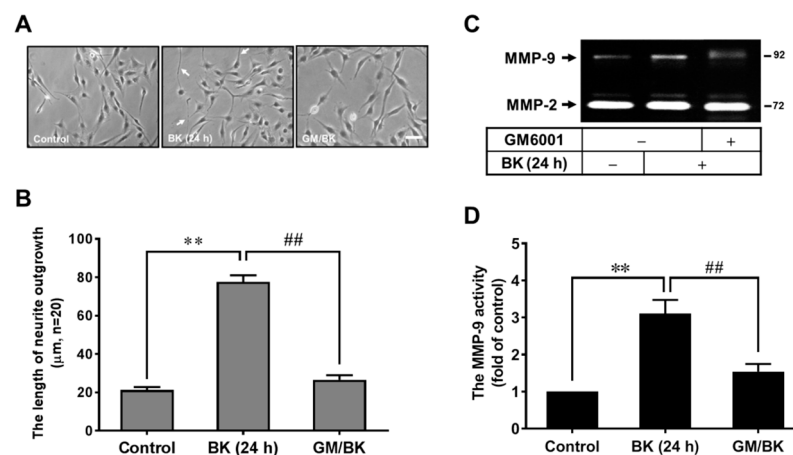 A
Control
BK (24 h)
GM/BK
B
The length of neurite outgrowth
(μm, n=20)
100
80
60
40
20
0
**
##
Control
BK (24 h)
GM/BK
C
MMP-9
92
MMP-2
72
GM6001
−
+
BK (24 h)
−
+
D
The MMP-9 activity
(fold of control)
5
4
3
2
1
0
**
##
Control
BK (24 h)
GM/BK